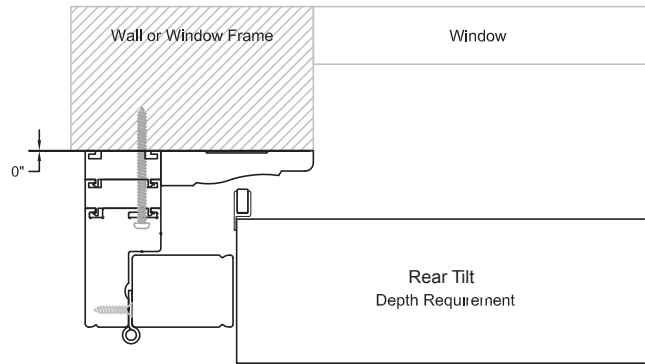 Wall or Window Frame
Window
0"
Rear Tilt
Depth Requirement